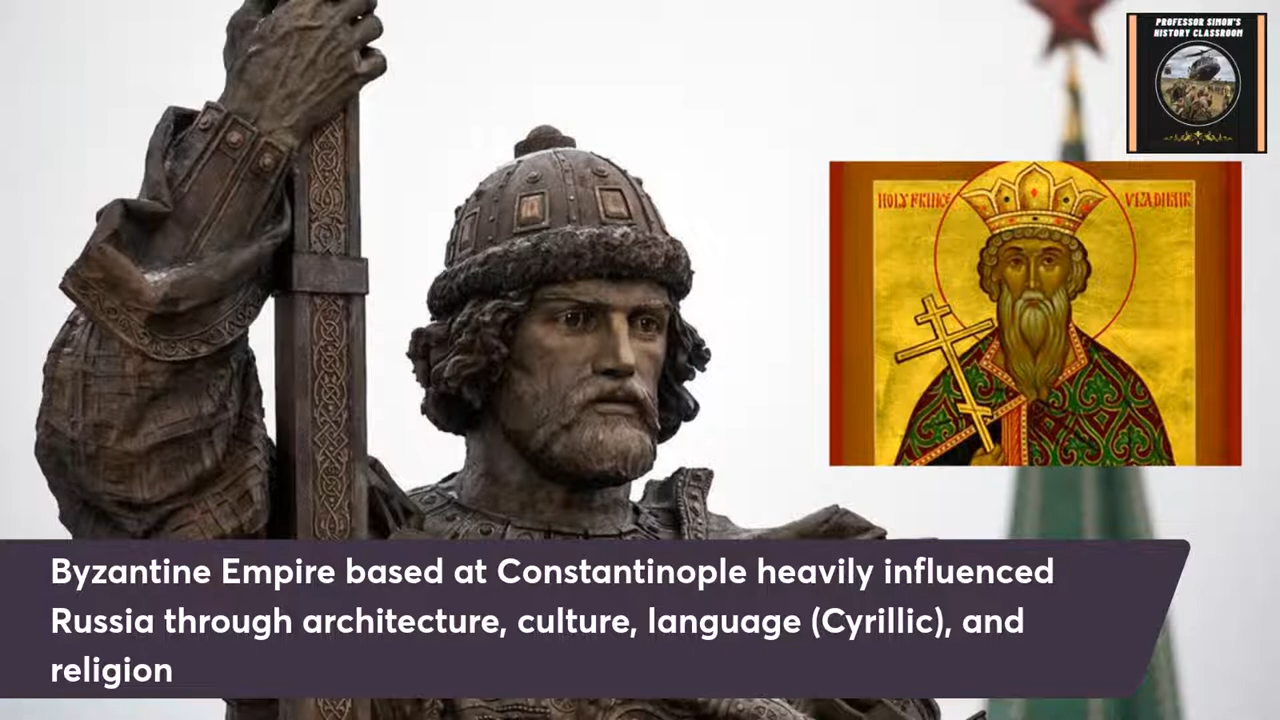 PROFESSOR SIMON'S
HISTORY CLASSROOM
HOLY PRINCE VLADIMIR
Byzantine Empire based at Constantinople heavily influenced
Russia through architecture, culture, language (Cyrillic), and
religion